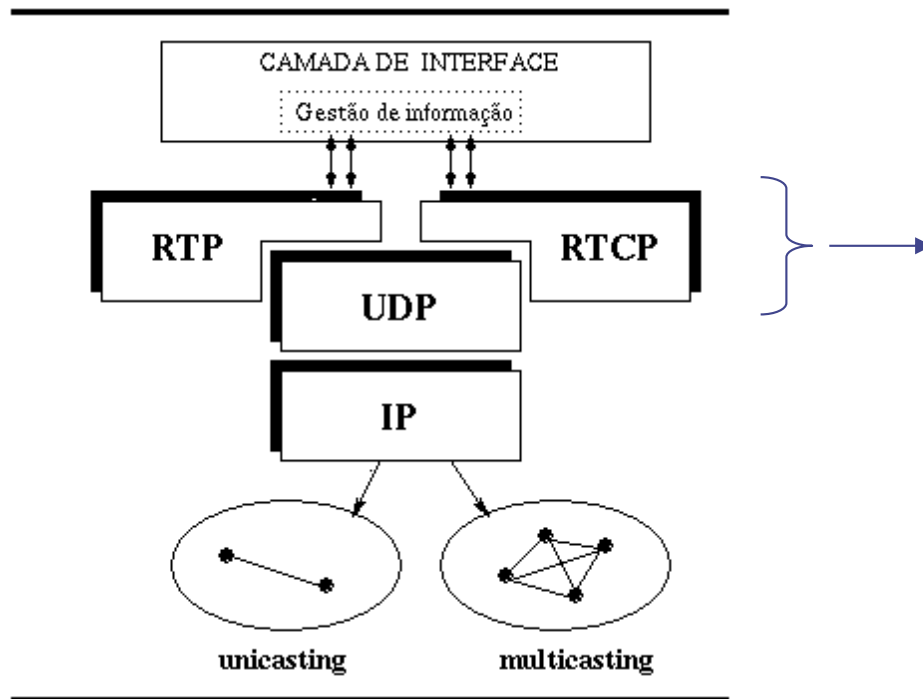 CAMADA DE INTERFACE
Gestão de informação
RTP
RTCP
UDP
IP
unicasting
multicasting